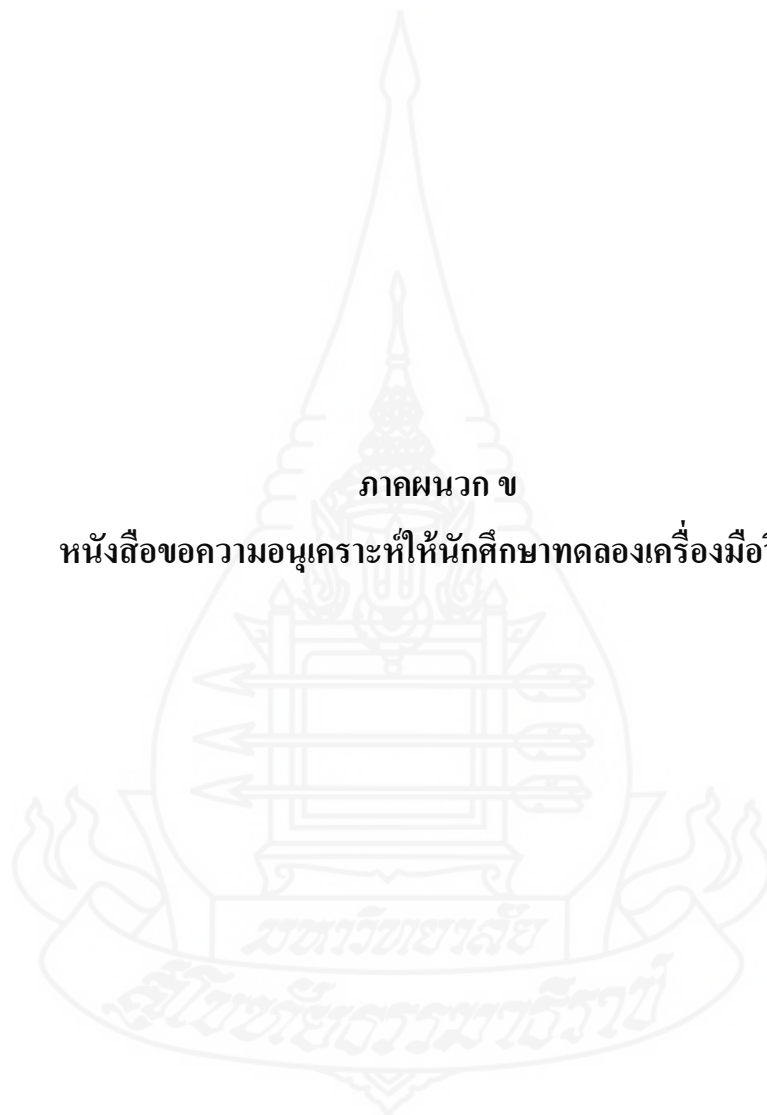 ภาคผนวก ข
หนังสือขอความอนุเคราะห์ให้นักศึกษาทดลองเครื่องมือ
มหาวิทยาลัย
สุโขทัยธรรมาธิราช